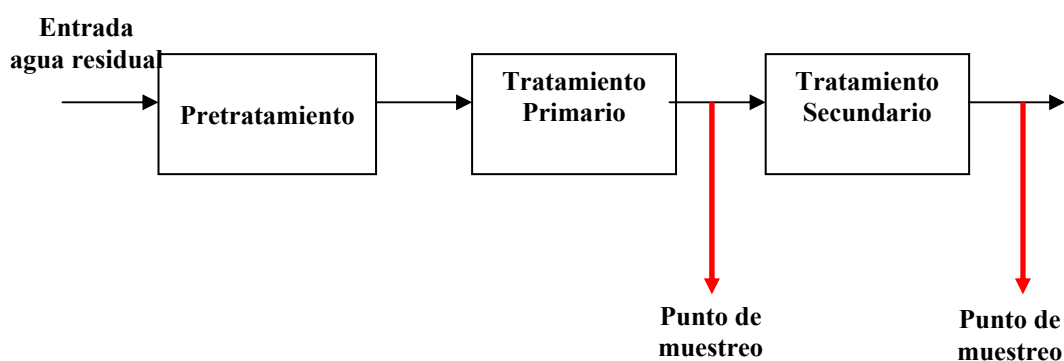 Entrada
agua residual
Pretratamiento
Tratamiento
Primario
Tratamiento
Secundario
Punto de
muestreo
Punto de
muestreo